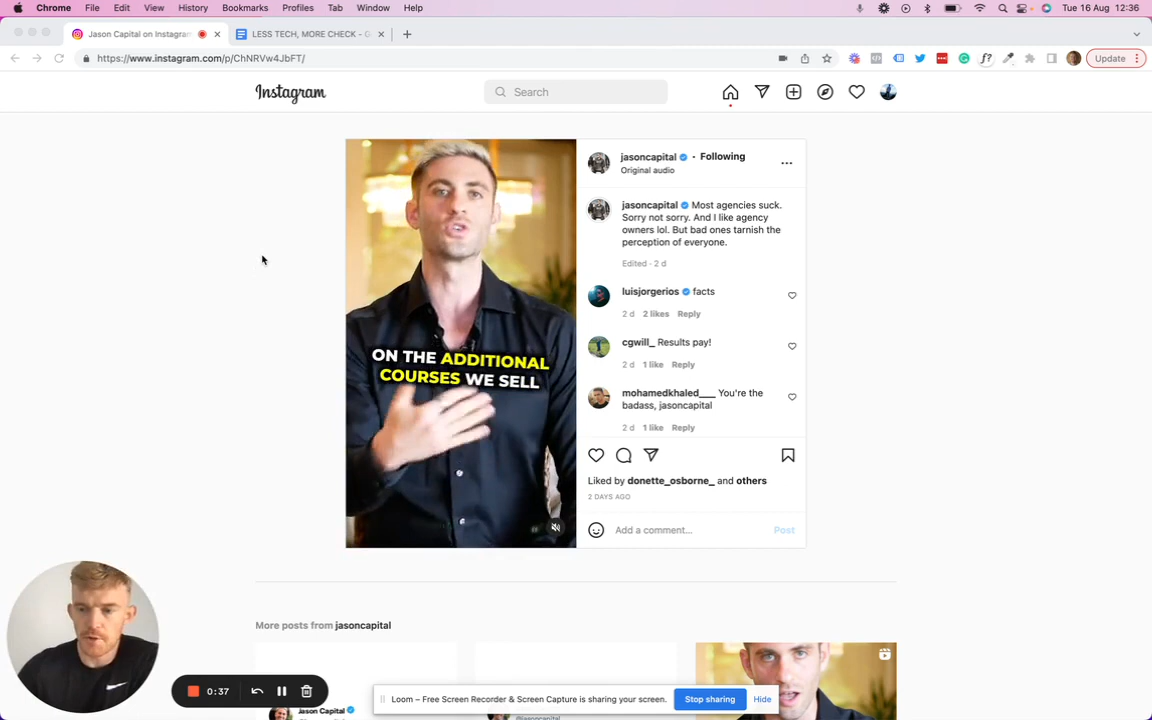 Chrome File Edit View History Bookmarks Profiles Tab Window Help Tue 16 Aug 12:36
Jason Capital on Instagram LESS TECH, MORE CHECK - G
https://www.instagram.com/p/ChNRVw4JbFT/ Update
Instagram Search
jasoncapital • Following
Original audio
jasoncapital Most agencies suck.
Sorry not sorry. And I like agency
owners lol. But bad ones tarnish the
perception of everyone.
Edited · 2 d
luisjorgerios facts
2 d 2 likes Reply
cgwill_ Results pay!
2 d 1 like Reply
mohamedkhaled___ You're the
badass, jasoncapital
2 d 1 like Reply
ON THE ADDITIONAL
COURSES WE SELL
Liked by donette_osborne_ and others
2 DAYS AGO
Add a comment... Post
More posts from jasoncapital
0:37
Loom – Free Screen Recorder & Screen Capture is sharing your screen. Stop sharing Hide
Jason Capital
@jasoncapital